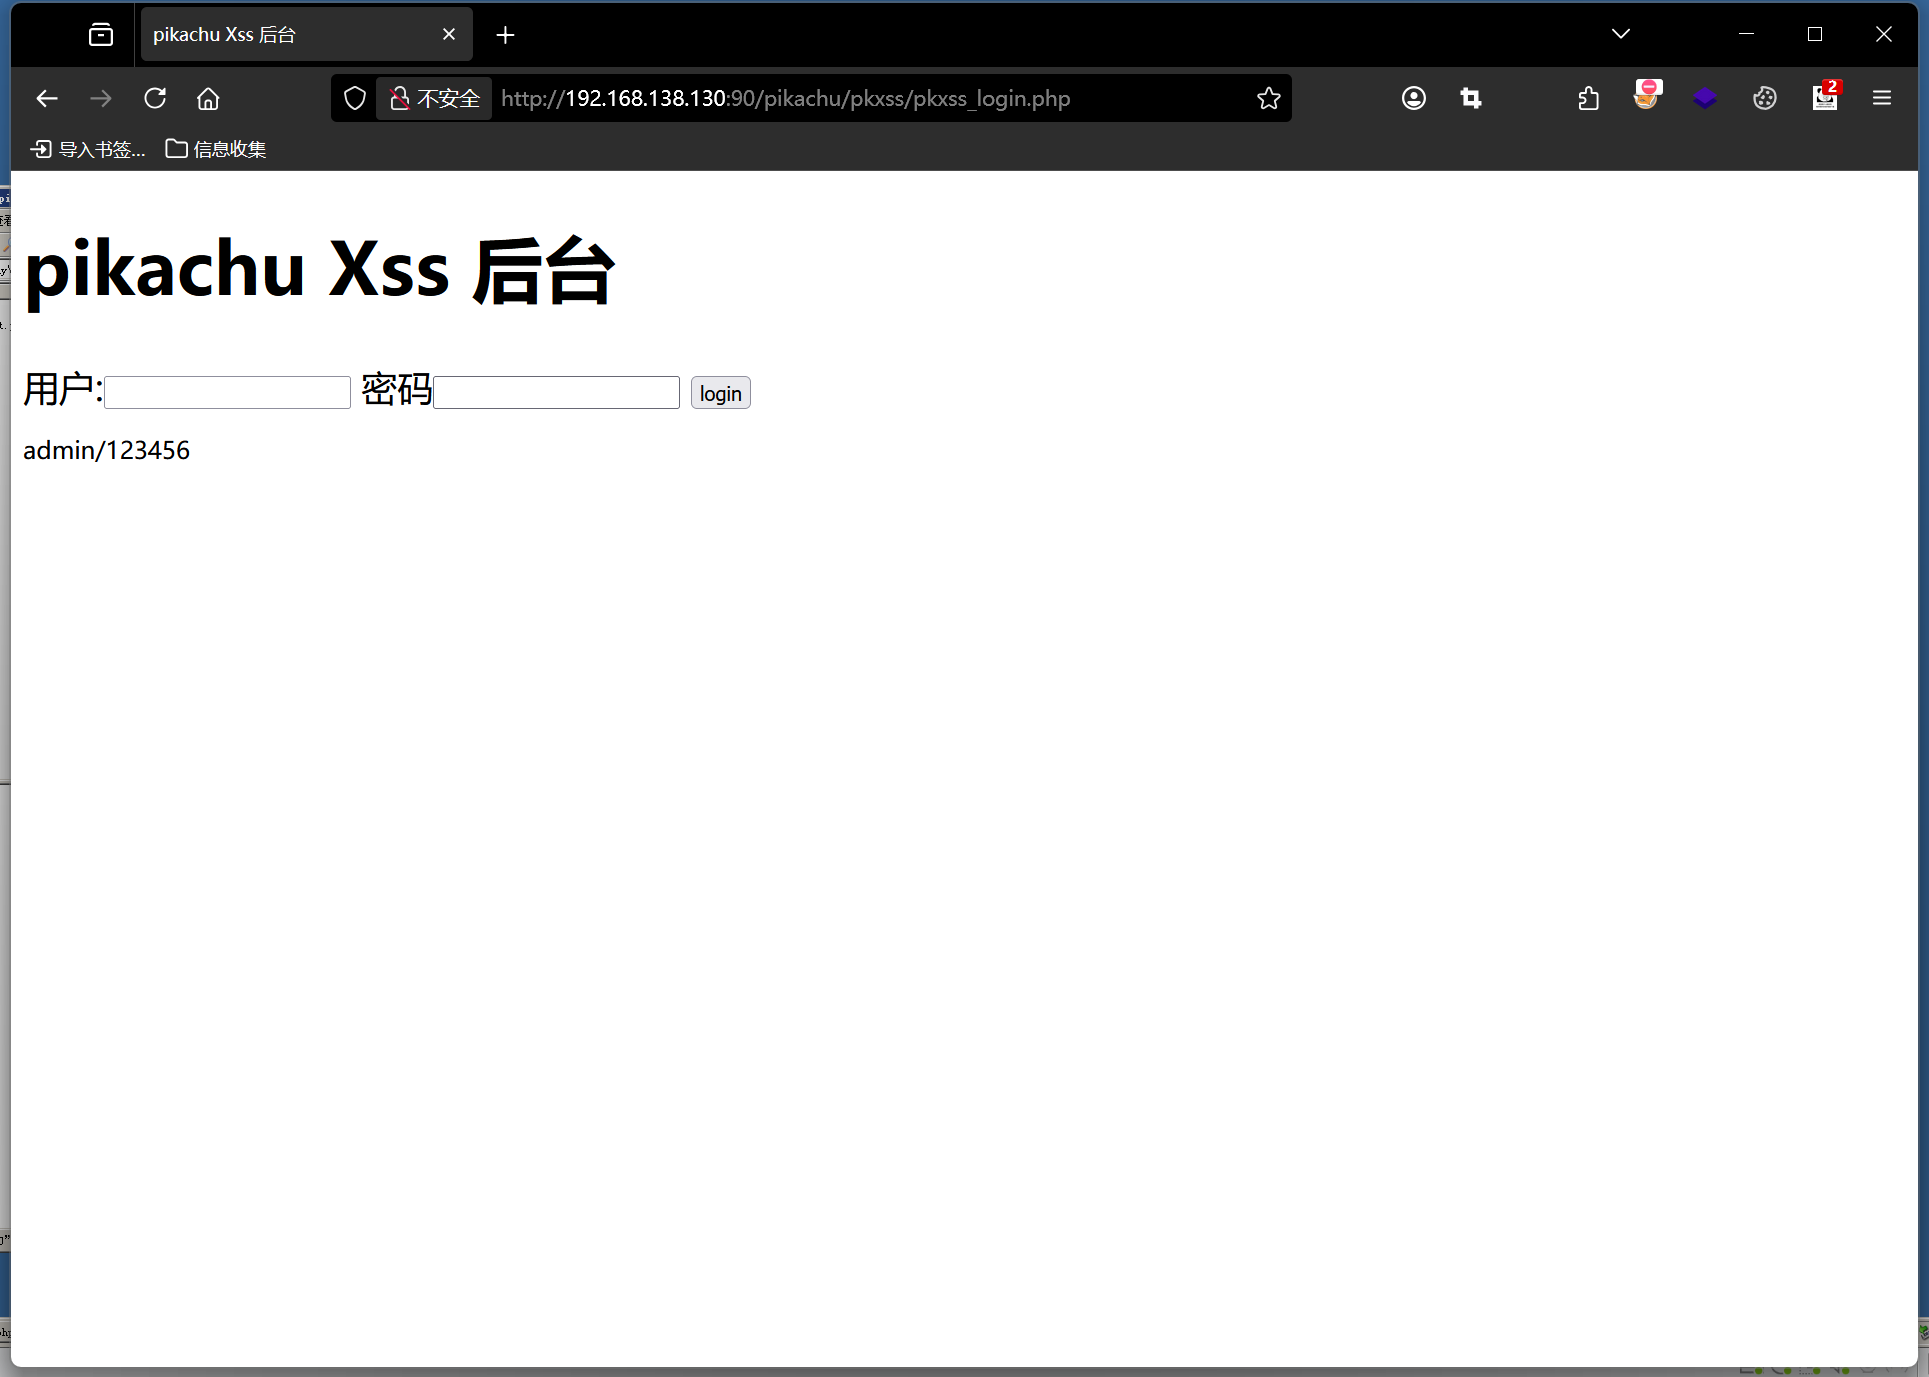 pikachu Xss 后台
不安全 http://192.168.138.130:90/pikachu/pkxss/pkxss_login.php
2
导入书签... 信息收集
pikachu Xss 后台
用户: 密码 login
admin/123456